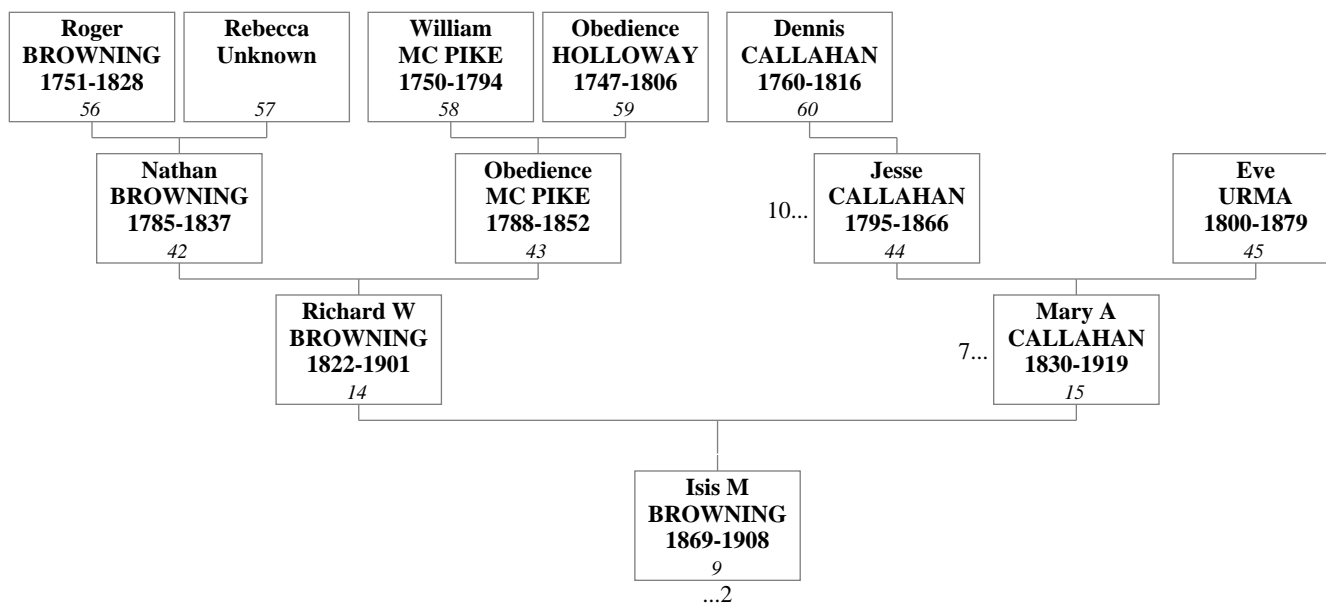 Roger
BROWNING
1751-1828
56
Rebecca
Unknown
57
William
MC PIKE
1750-1794
58
Obedience
HOLLOWAY
1747-1806
59
Dennis
CALLAHAN
1760-1816
60
Nathan
BROWNING
1785-1837
42
Obedience
MC PIKE
1788-1852
43
10...
Jesse
CALLAHAN
1795-1866
44
Eve
URMA
1800-1879
45
Richard W
BROWNING
1822-1901
14
7...
Mary A
CALLAHAN
1830-1919
15
Isis M
BROWNING
1869-1908
9
...2